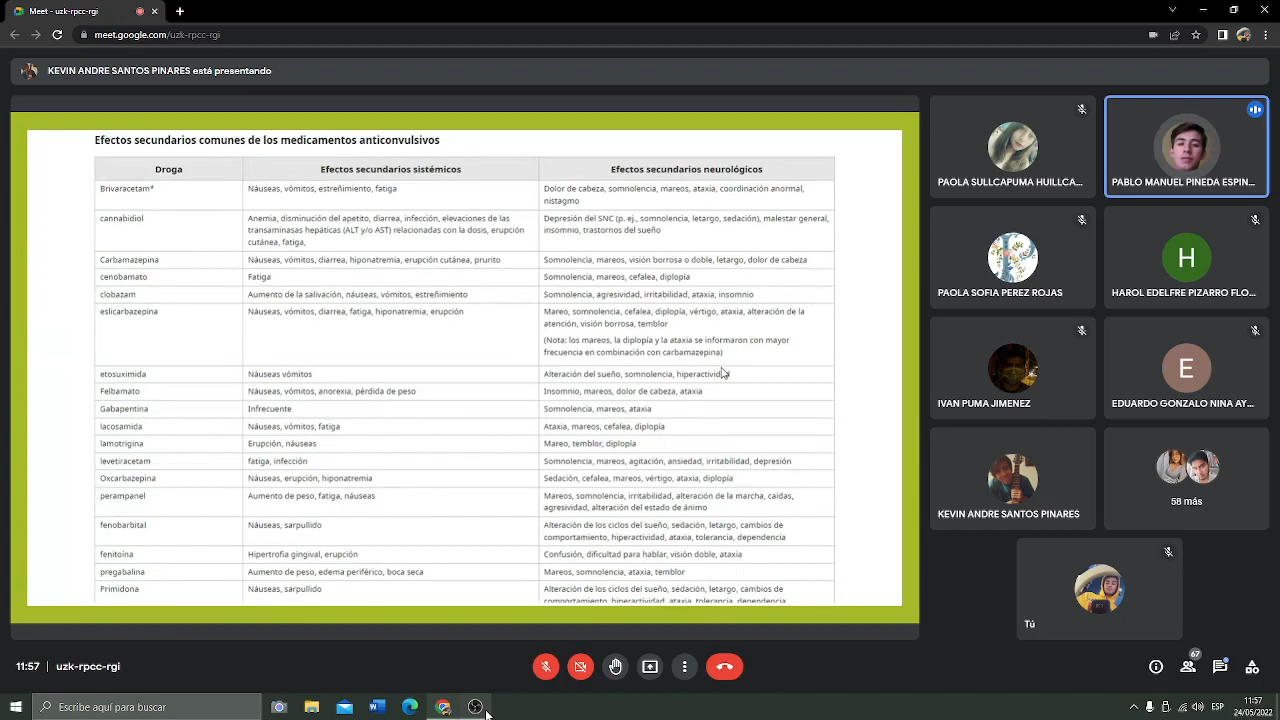 Meet - uzk-rpcc-rgi
meet.google.com/uzk-rpcc-rgi
KEVIN ANDRE SANTOS PINARES está presentando
Efectos secundarios comunes de los medicamentos anticonvulsivos
Droga Efectos secundarios sistémicos Efectos secundarios neurológicos
Brivaracetam* Náuseas, vómitos, estreñimiento, fatiga Dolor de cabeza, somnolencia, mareos, ataxia, coordinación anormal,
nistagmo
cannabidiol Anemia, disminución del apetito, diarrea, infección, elevaciones de las Depresión del SNC (p. ej., somnolencia, letargo, sedación), malestar general,
transaminasas hepáticas (ALT y/o AST) relacionadas con la dosis, erupción insomnio, trastornos del sueño
cutánea, fatiga,
Carbamazepina Náuseas, vómitos, diarrea, hiponatremia, erupción cutánea, prurito Somnolencia, mareos, visión borrosa o doble, letargo, dolor de cabeza
cenobamato Fatiga Somnolencia, mareos, cefalea, diplopía
clobazam Aumento de la salivación, náuseas, vómitos, estreñimiento Somnolencia, agresividad, irritabilidad, ataxia, insomnio
eslicarbazepina Náuseas, vómitos, diarrea, fatiga, hiponatremia, erupción Mareo, somnolencia, cefalea, diplopía, vértigo, ataxia, alteración de la
atención, visión borrosa, temblor
(Nota: los mareos, la diplopía y la ataxia se informaron con mayor
frecuencia en combinación con carbamazepina)
etosuximida Náuseas vómitos Alteración del sueño, somnolencia, hiperactividad
Felbamato Náuseas, vómitos, anorexia, pérdida de peso Insomnio, mareos, dolor de cabeza, ataxia
Gabapentina Infrecuente Somnolencia, mareos, ataxia
lacosamida Náuseas, vómitos, fatiga Ataxia, mareos, cefalea, diplopía
lamotrigina Erupción, náuseas Mareo, temblor, diplopía
levetiracetam fatiga, infección Somnolencia, mareos, agitación, ansiedad, irritabilidad, depresión
Oxcarbazepina Náuseas, erupción, hiponatremia Sedación, cefalea, mareos, vértigo, ataxia, diplopía
perampanel Aumento de peso, fatiga, náuseas Mareos, somnolencia, irritabilidad, alteración de la marcha, caídas,
agresividad, alteración del estado de ánimo
fenobarbital Náuseas, sarpullido Alteración de los ciclos del sueño, sedación, letargo, cambios de
comportamiento, hiperactividad, ataxia, tolerancia, dependencia
fenitoína Hipertrofia gingival, erupción Confusión, dificultad para hablar, visión doble, ataxia
pregabalina Aumento de peso, edema periférico, boca seca Mareos, somnolencia, ataxia, temblor
Primidona Náuseas, sarpullido Alteración de los ciclos del sueño, sedación, letargo, cambios de
comportamiento, hiperactividad, ataxia, tolerancia, dependencia
PAOLA SULLCAPUMA HUILLCA...
PABLO MANUEL PINEDA ESPIN...
PAOLA SOFIA PEREZ ROJAS
H
HAROL EDELFRE PIZARRO FLO...
IVAN PUMA JIMENEZ
E
EDUARDO GONZALO NINA AY...
KEVIN ANDRE SANTOS PINARES
58 más
Tú
11:57 uzk-rpcc-rgi
67
Escribe aquí para buscar
11:57
24/05/2022